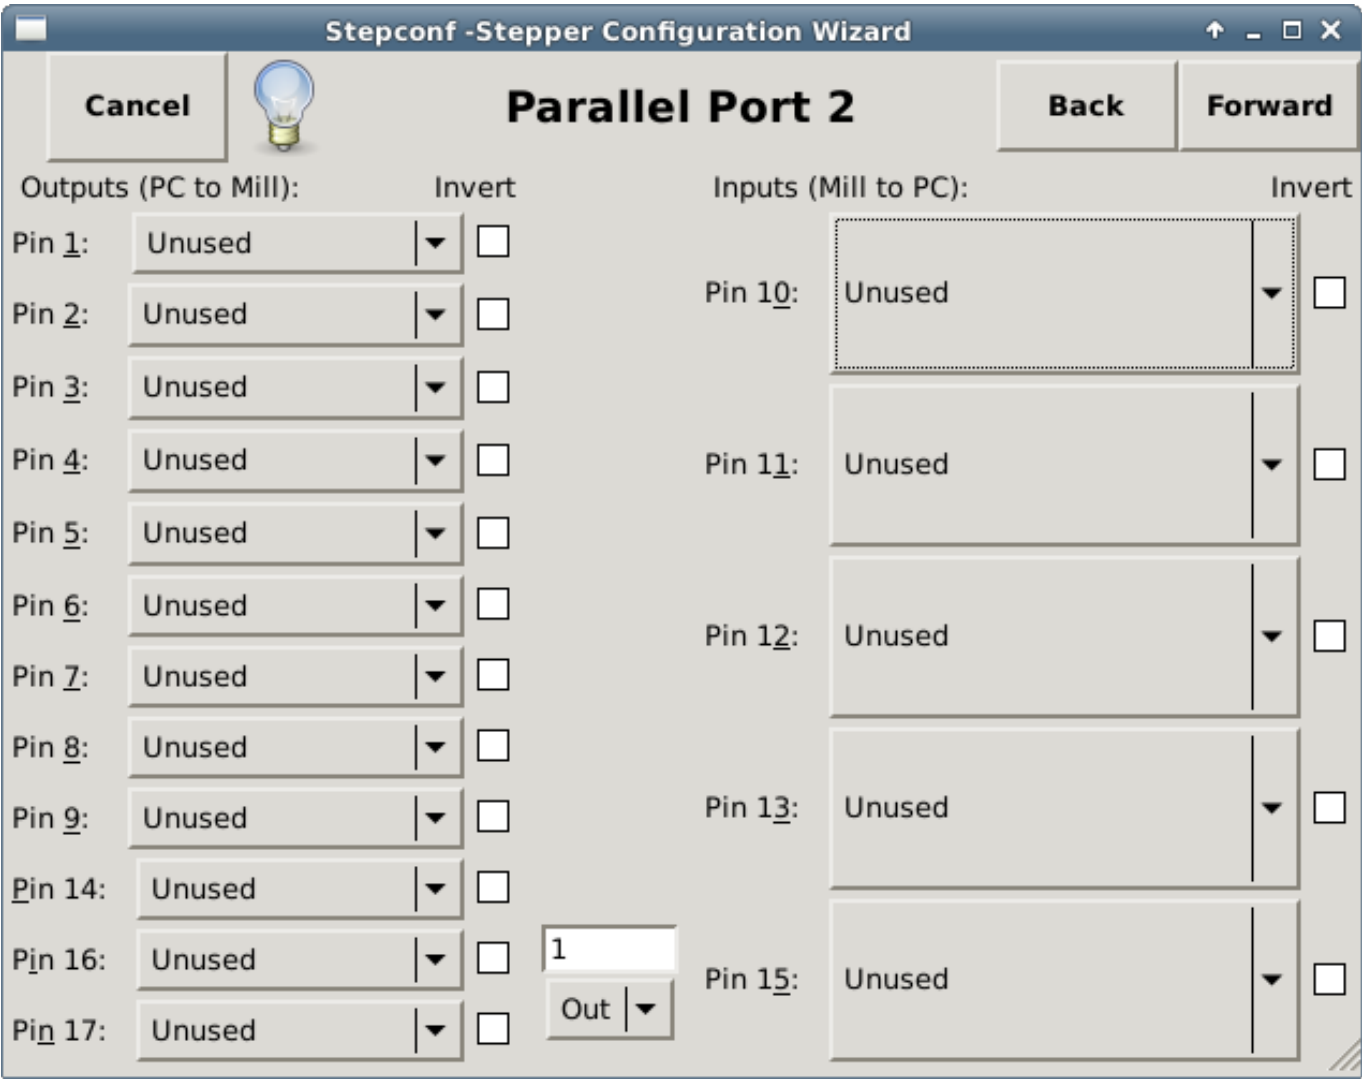 Stepconf -Stepper Configuration Wizard
Cancel
Parallel Port 2
Back
Forward
Outputs (PC to Mill):
Invert
Inputs (Mill to PC):
Invert
Pin 1: Unused
Pin 2: Unused
Pin 3: Unused
Pin 4: Unused
Pin 5: Unused
Pin 6: Unused
Pin 7: Unused
Pin 8: Unused
Pin 9: Unused
Pin 14: Unused
Pin 16: Unused
Pin 17: Unused
1
Out
Pin 10: Unused
Pin 11: Unused
Pin 12: Unused
Pin 13: Unused
Pin 15: Unused